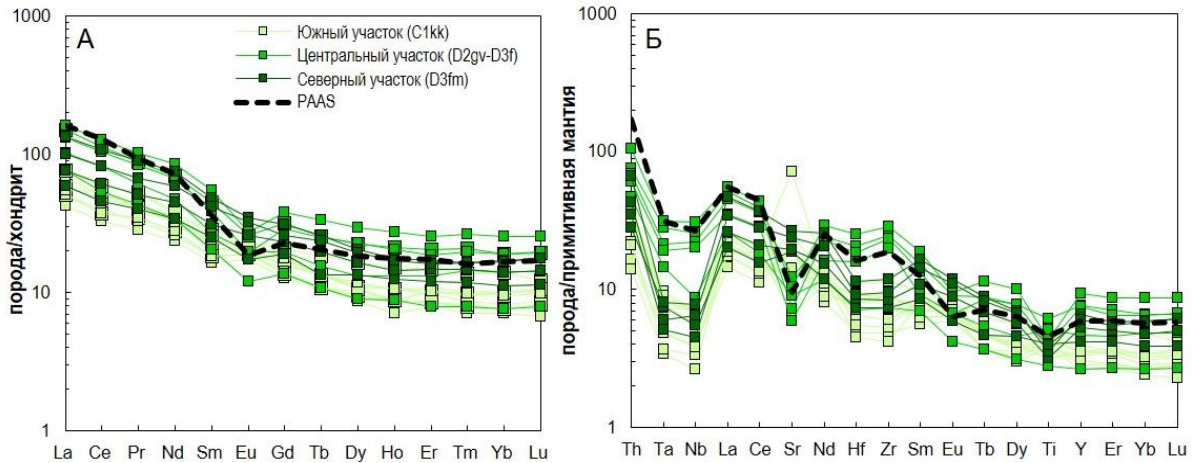 А
1000
100
10
1
порода/хондрит
Южный участок (C1kk)
Центральный участок (D2gv-D3f)
Северный участок (D3fm)
PAAS
La Ce Pr Nd Sm Eu Gd Tb Dy Ho Er Tm Yb Lu
Б
1000
100
10
1
порода/примитивная мантия
Th Ta Nb La Ce Sr Nd Hf Zr Sm Eu Tb Dy Ti Y Er Yb Lu